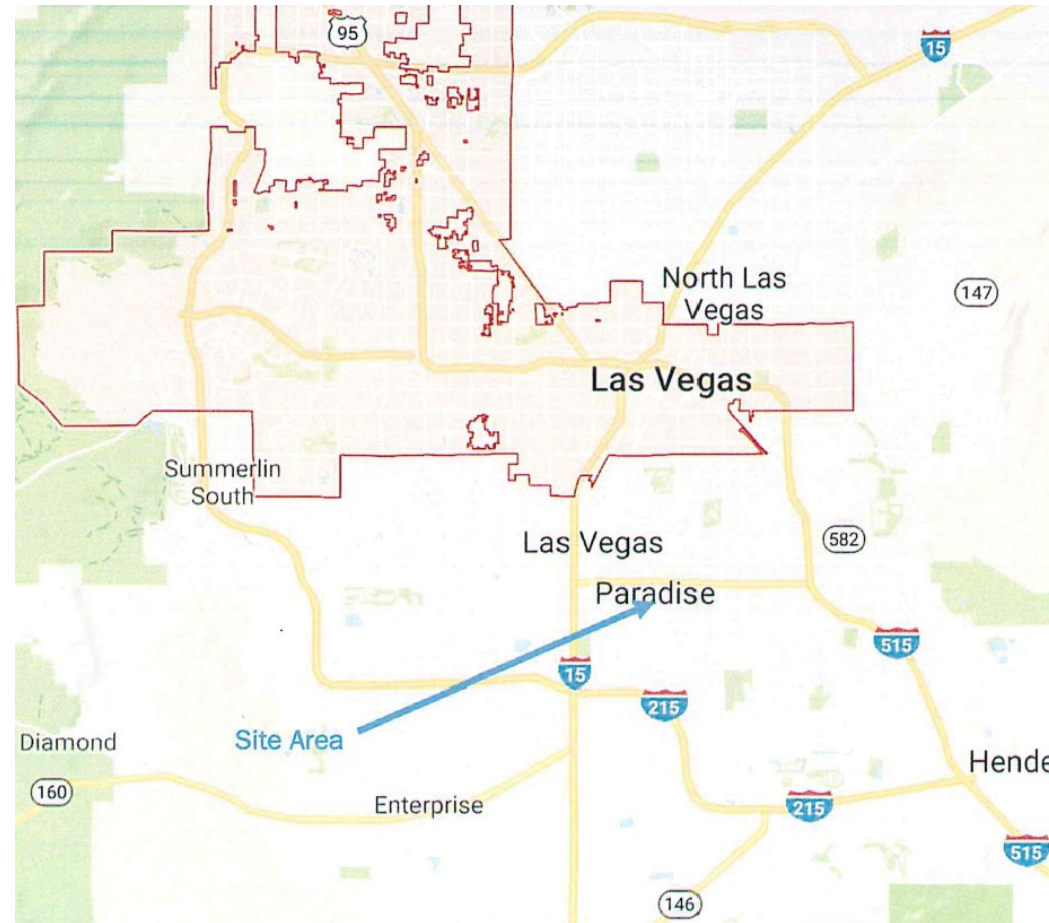 95
15
North Las
Vegas
147
Las Vegas
Summerlin
South
Las Vegas
582
Paradise
515
15
215
Site Area
Diamond
Hende
160
Enterprise
215
515
146